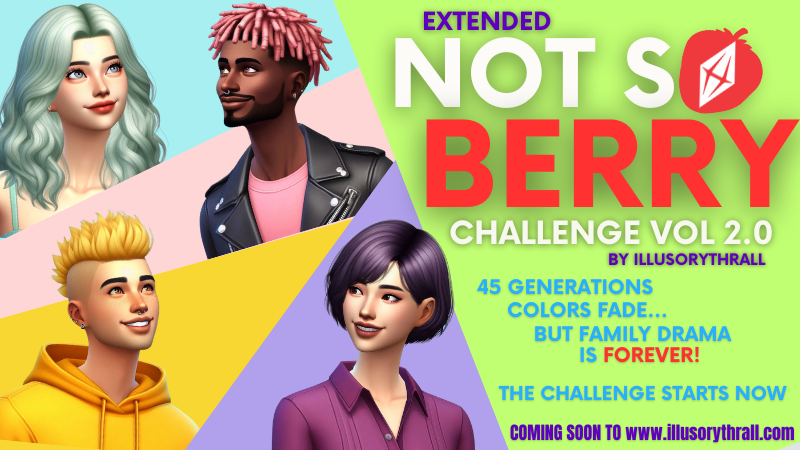 EXTENDED
NOT SO
BERRY
CHALLENGE VOL 2.0
BY ILLUSORYTHRALL
45 GENERATIONS
COLORS FADE...
BUT FAMILY DRAMA
IS FOREVER!
THE CHALLENGE STARTS NOW
COMING SOON TO www.illusorythrall.com